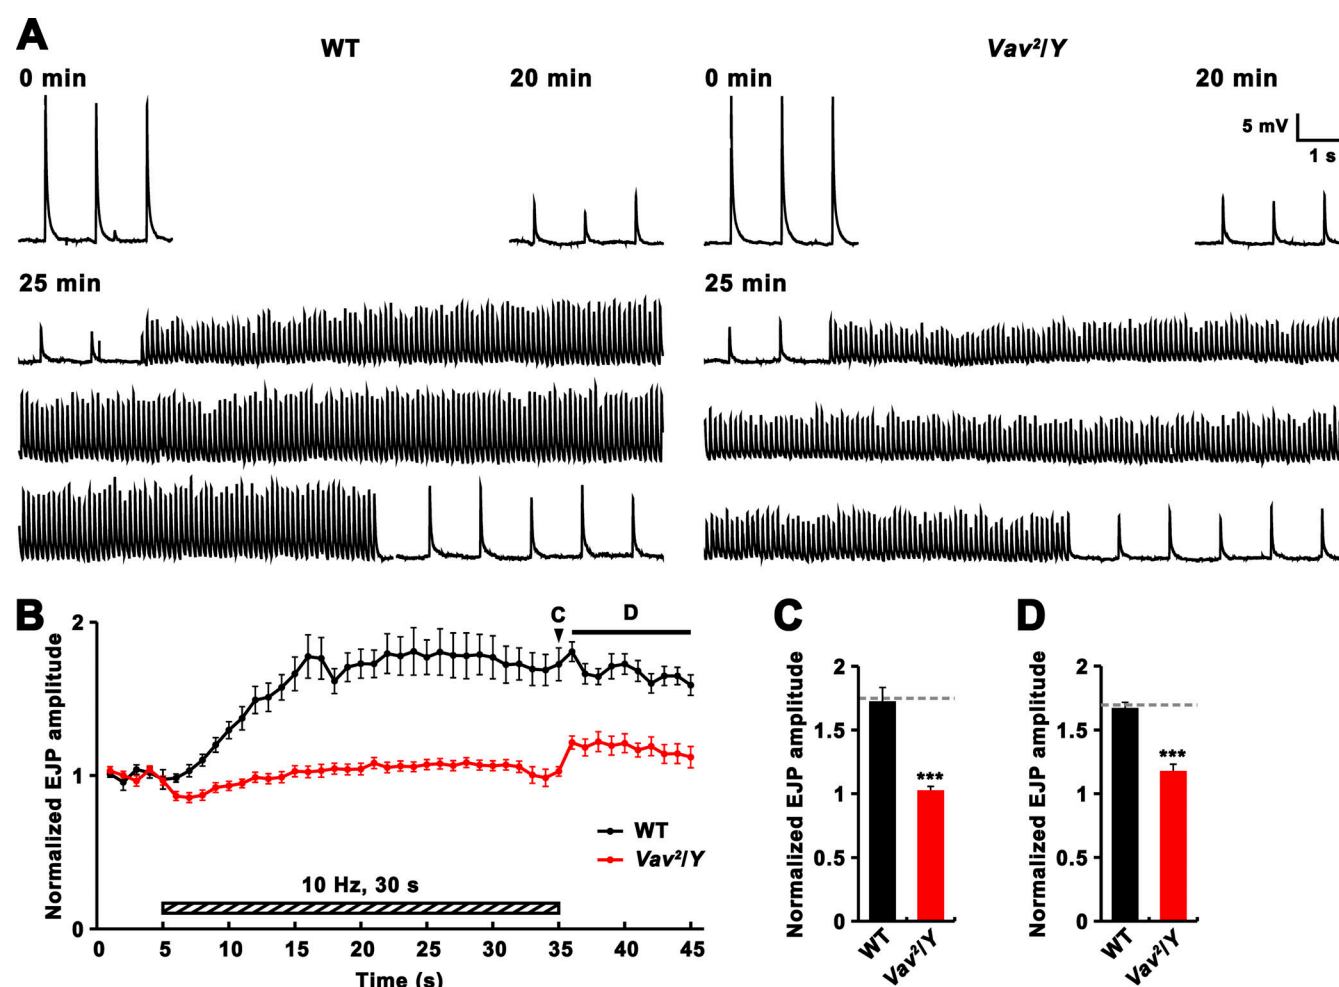 A
WT
Vav²/Y
0 min
20 min
0 min
20 min
5 mV
1 s
25 min
25 min
B
Normalized EJP amplitude
2
1
0
C
D
WT
Vav²/Y
10 Hz, 30 s
0 5 10 15 20 25 30 35 40 45
Time (s)
C
Normalized EJP amplitude
2
1.5
1
0.5
0
***
WT
Vav²/Y
D
Normalized EJP amplitude
2
1.5
1
0.5
0
***
WT
Vav²/Y